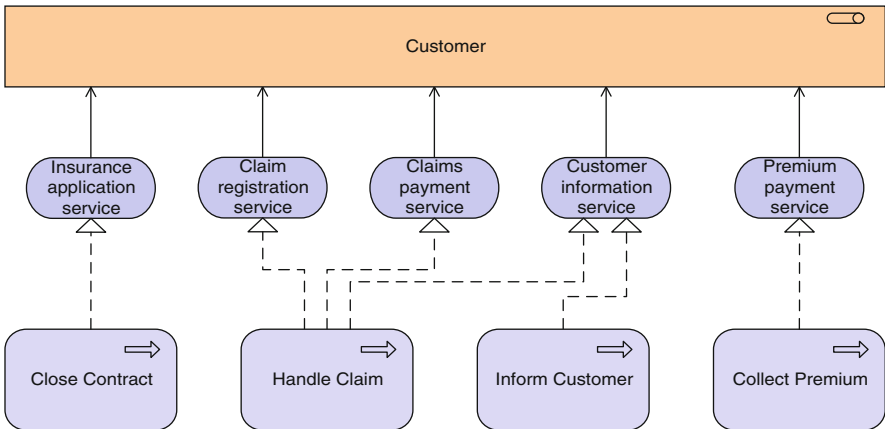 Customer
Insurance
application
service
Claim
registration
service
Claims
payment
service
Customer
information
service
Premium
payment
service
Close Contract
Handle Claim
Inform Customer
Collect Premium